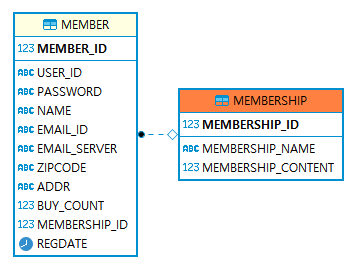 MEMBER
123 MEMBER_ID
ABC USER_ID
ABC PASSWORD
ABC NAME
ABC EMAIL_ID
ABC EMAIL_SERVER
ABC ZIPCODE
ABC ADDR
123 BUY_COUNT
123 MEMBERSHIP_ID
REGDATE
MEMBERSHIP
123 MEMBERSHIP_ID
ABC MEMBERSHIP_NAME
123 MEMBERSHIP_CONTENT